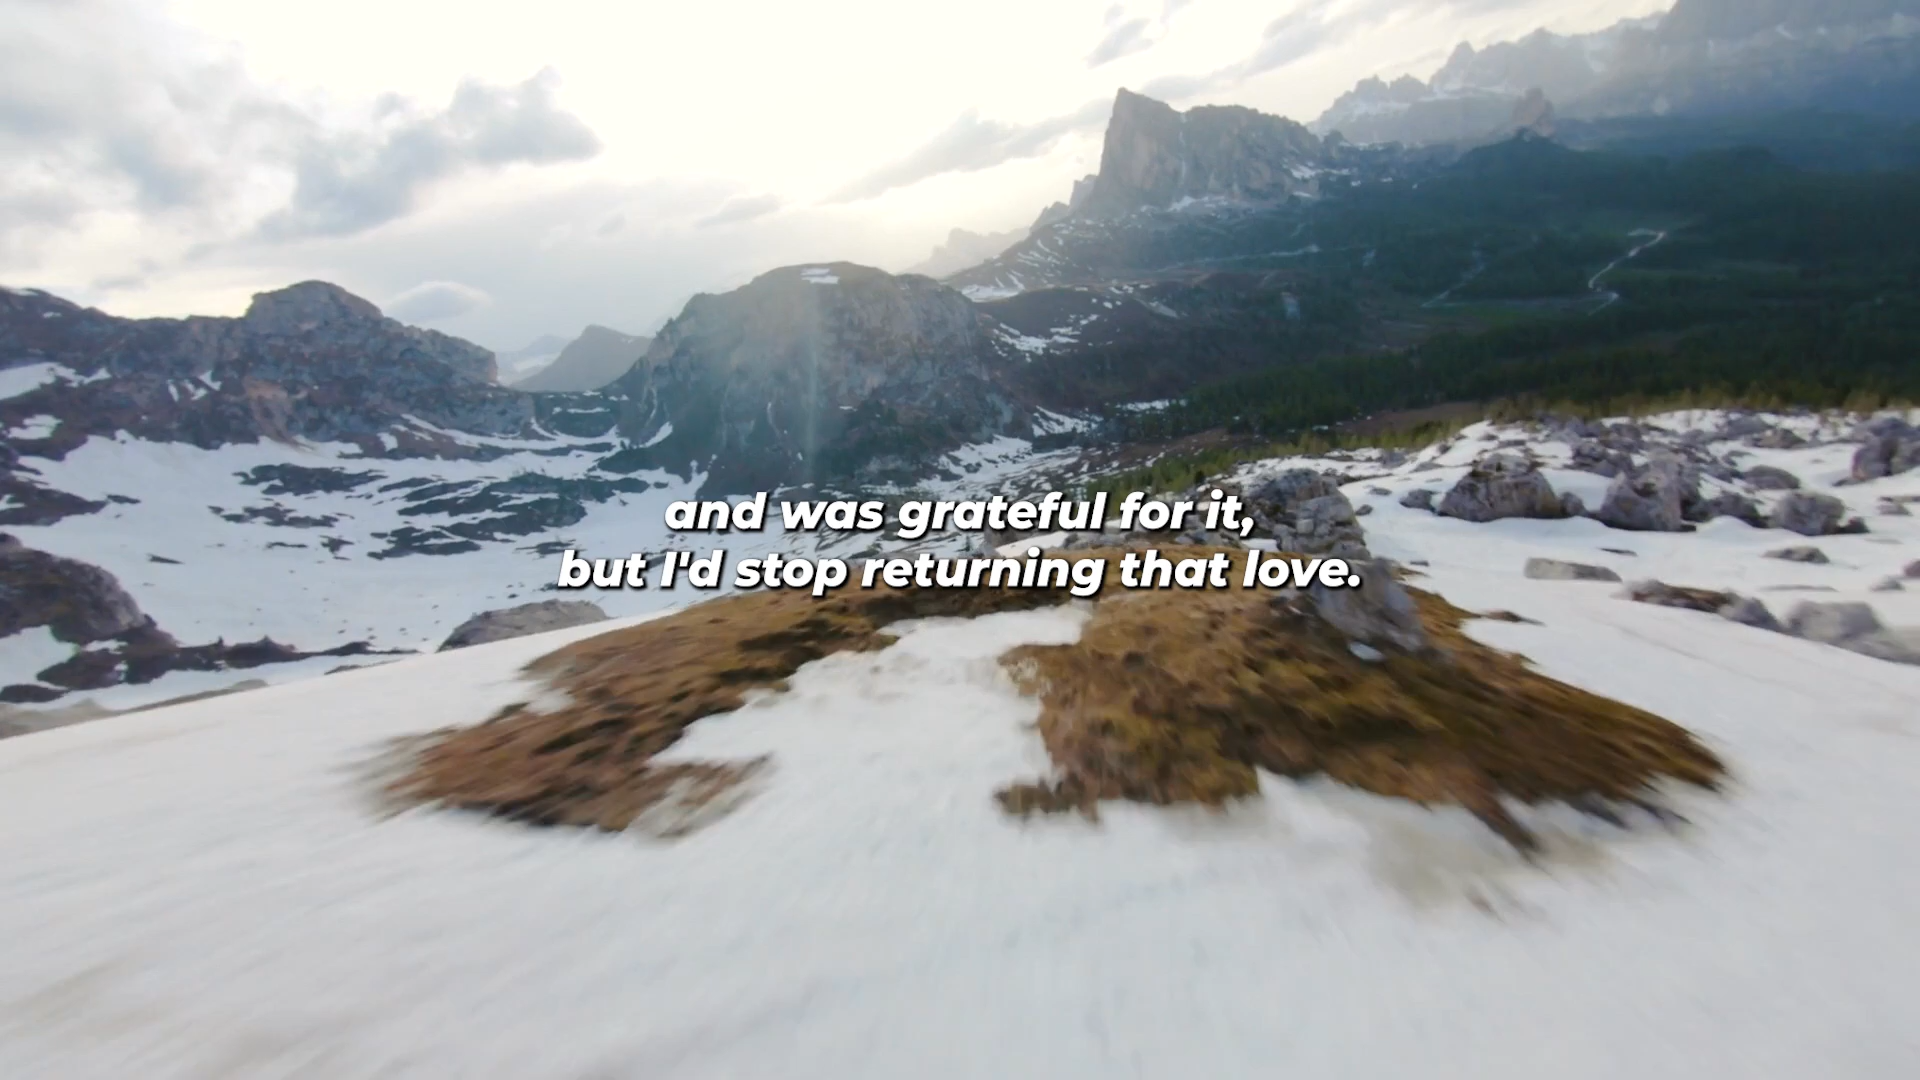 and was grateful for it,
but I'd stop returning that love.